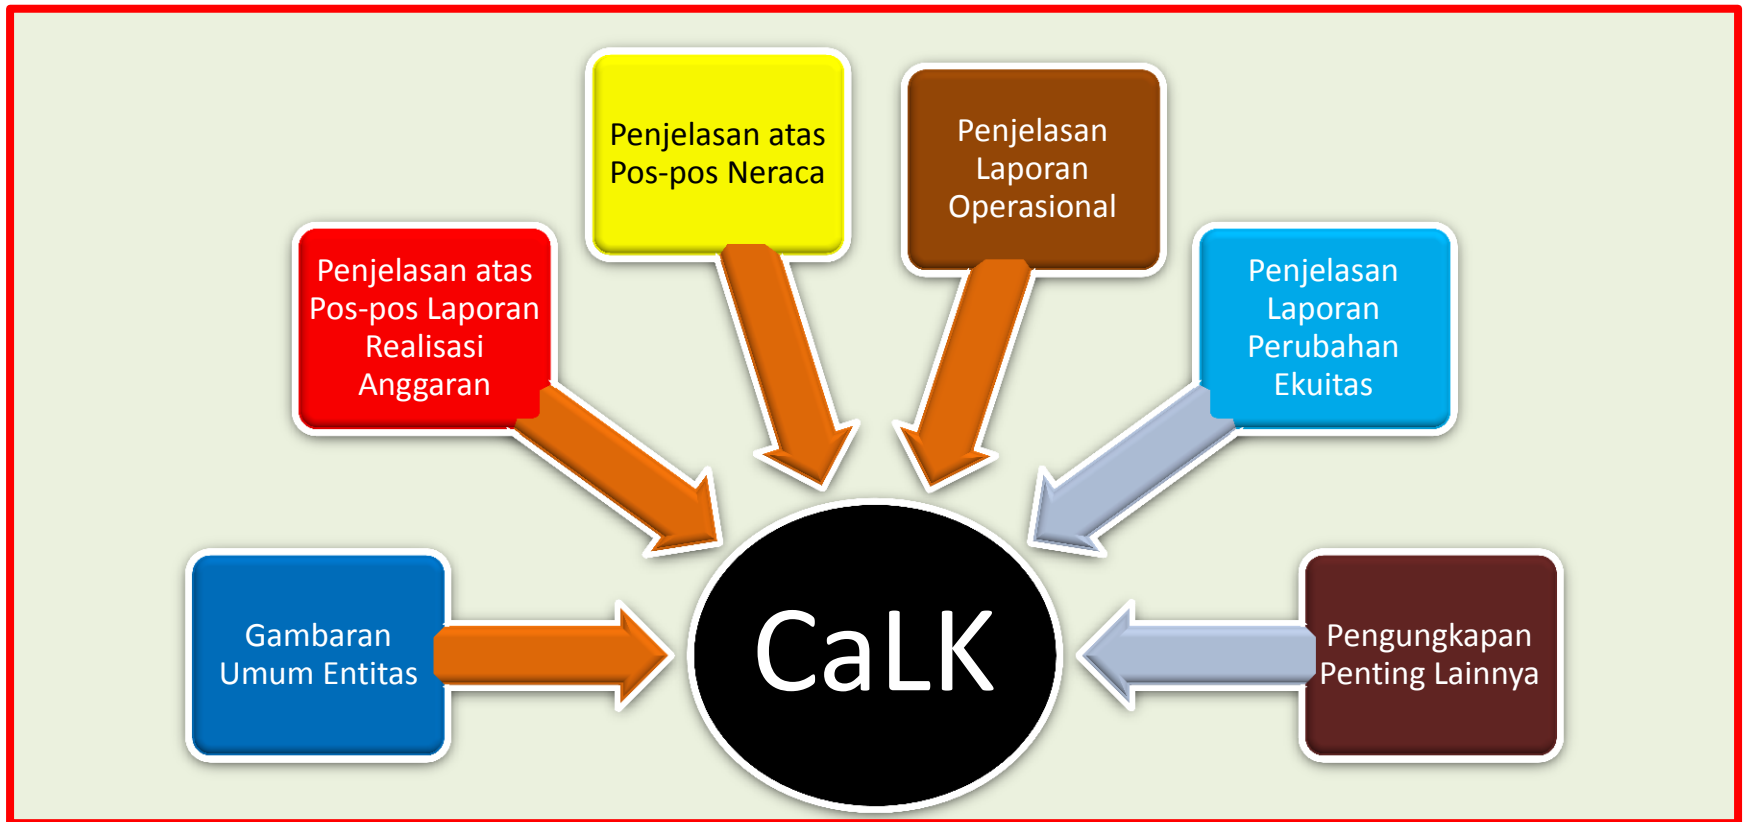 Penjelasan atas
Pos-pos Neraca
Penjelasan
Laporan
Operasional
Penjelasan atas
Pos-pos Laporan
Realisasi
Anggaran
Penjelasan
Laporan
Perubahan
Ekuitas
Gambaran
Umum Entitas
CaLK
Pengungkapan
Penting Lainnya